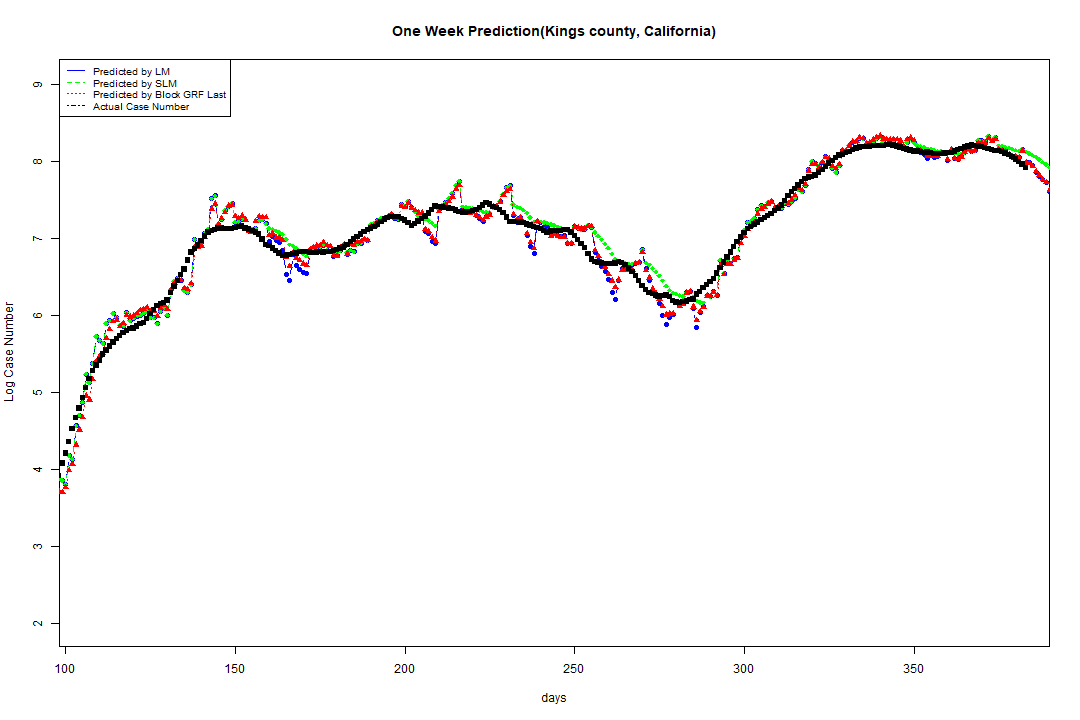 One Week Prediction(Kings county, California)
Predicted by LM
Predicted by SLM
Predicted by Block GRF Last
Actual Case Number
9
8
7
6
5
4
3
2
Log Case Number
100 150 200 250 300 350
days